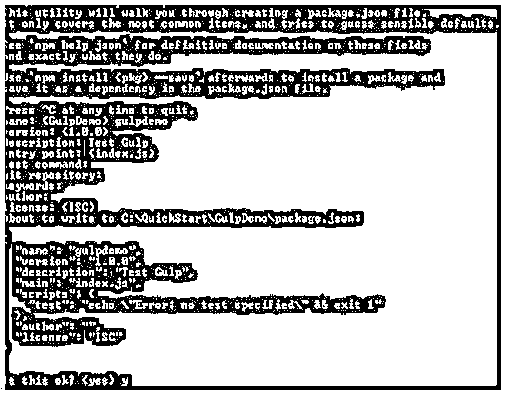 his utility will walk you through creating a package.json file.
t only covers the most common items, and tries to guess sensible defaults.
ee `npm help json` for definitive documentation on these fields
nd exactly what they do.
se `npm install <pkg> --save` afterwards to install a package and
ave it as a dependency in the package.json file.
ress ^C at any time to quit.
ame: (GulpDemo) gulpdemo
ersion: (1.0.0)
escription: Test Gulp
ntry point: (index.js)
est command:
it repository:
eywords:
uthor:
icense: (ISC)
bout to write to C:\QuickStart\GulpDemo\package.json:
"name": "gulpdemo",
"version": "1.0.0",
"description": "Test Gulp",
"main": "index.js",
"scripts": {
"test": "echo \"Error: no test specified\" && exit 1"
},
"author": "",
"license": "ISC"
s this ok? (yes) y